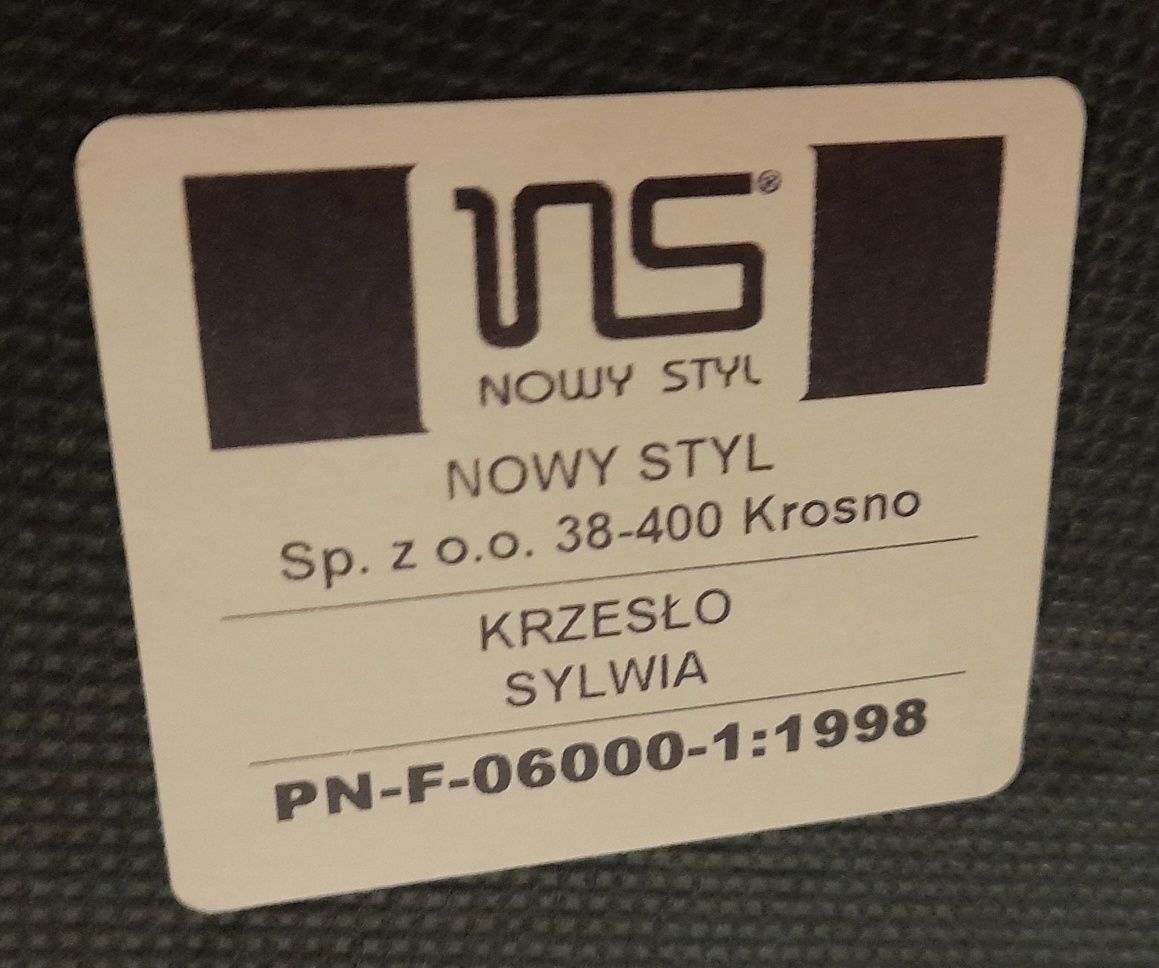 NS®
NOWY STYL
NOWY STYL
Sp. z o.o. 38-400 Krosno
KRZESŁO
SYLWIA
PN-F-06000-1:1998